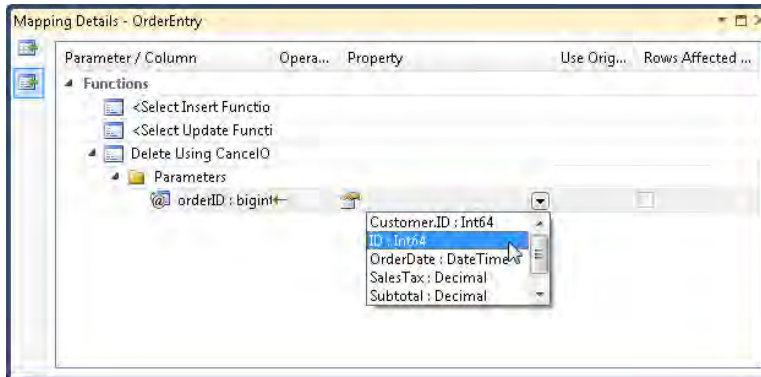 Mapping Details - OrderEntry
Parameter / Column Opera... Property Use Orig... Rows Affected ...
Functions
<Select Insert Functio
<Select Update Functi
Delete Using CancelO
Parameters
orderID : bigint
Customer.ID : Int64
ID : Int64
OrderDate : DateTime
SalesTax : Decimal
Subtotal : Decimal